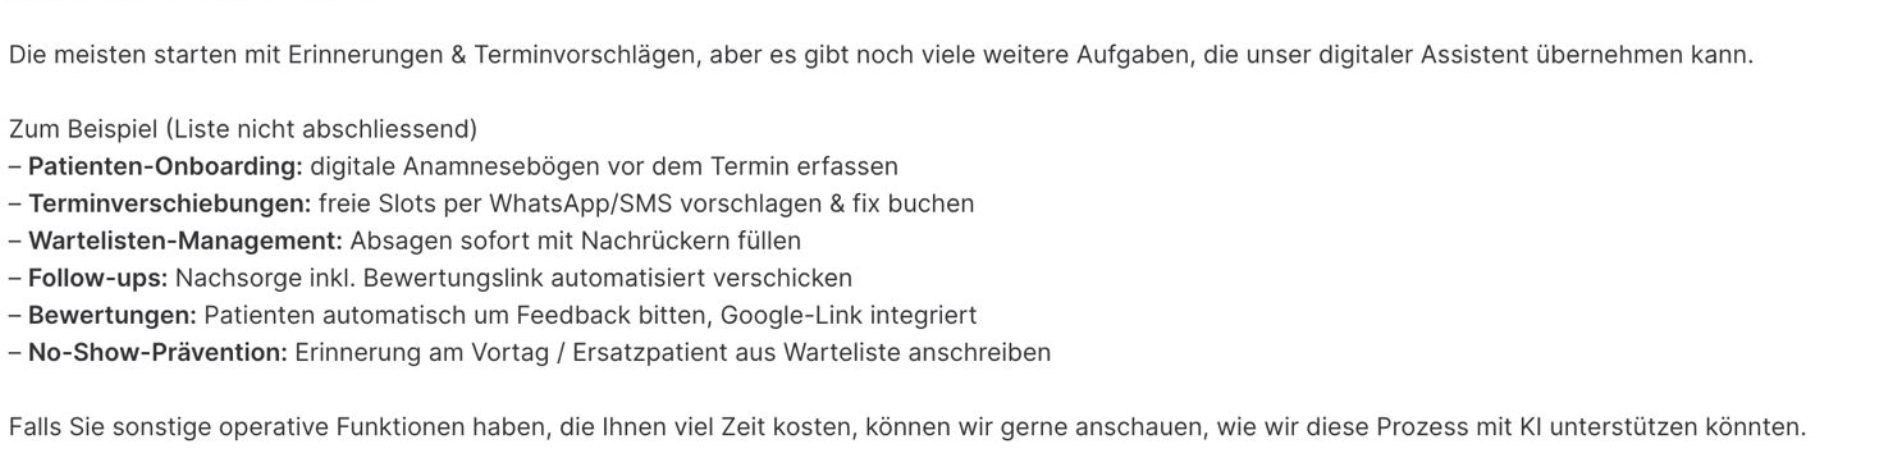 Die meisten starten mit Erinnerungen & Terminvorschlägen, aber es gibt noch viele weitere Aufgaben, die unser digitaler Assistent übernehmen kann.
Zum Beispiel (Liste nicht abschliessend)
– Patienten-Onboarding: digitale Anamnesebögen vor dem Termin erfassen
– Terminverschiebungen: freie Slots per WhatsApp/SMS vorschlagen & fix buchen
– Wartelisten-Management: Absagen sofort mit Nachrückern füllen
– Follow-ups: Nachsorge inkl. Bewertungslink automatisiert verschicken
– Bewertungen: Patienten automatisch um Feedback bitten, Google-Link integriert
– No-Show-Prävention: Erinnerung am Vortag / Ersatzpatient aus Warteliste anschreiben
Falls Sie sonstige operative Funktionen haben, die Ihnen viel Zeit kosten, können wir gerne anschauen, wie wir diese Prozess mit KI unterstützen könnten.